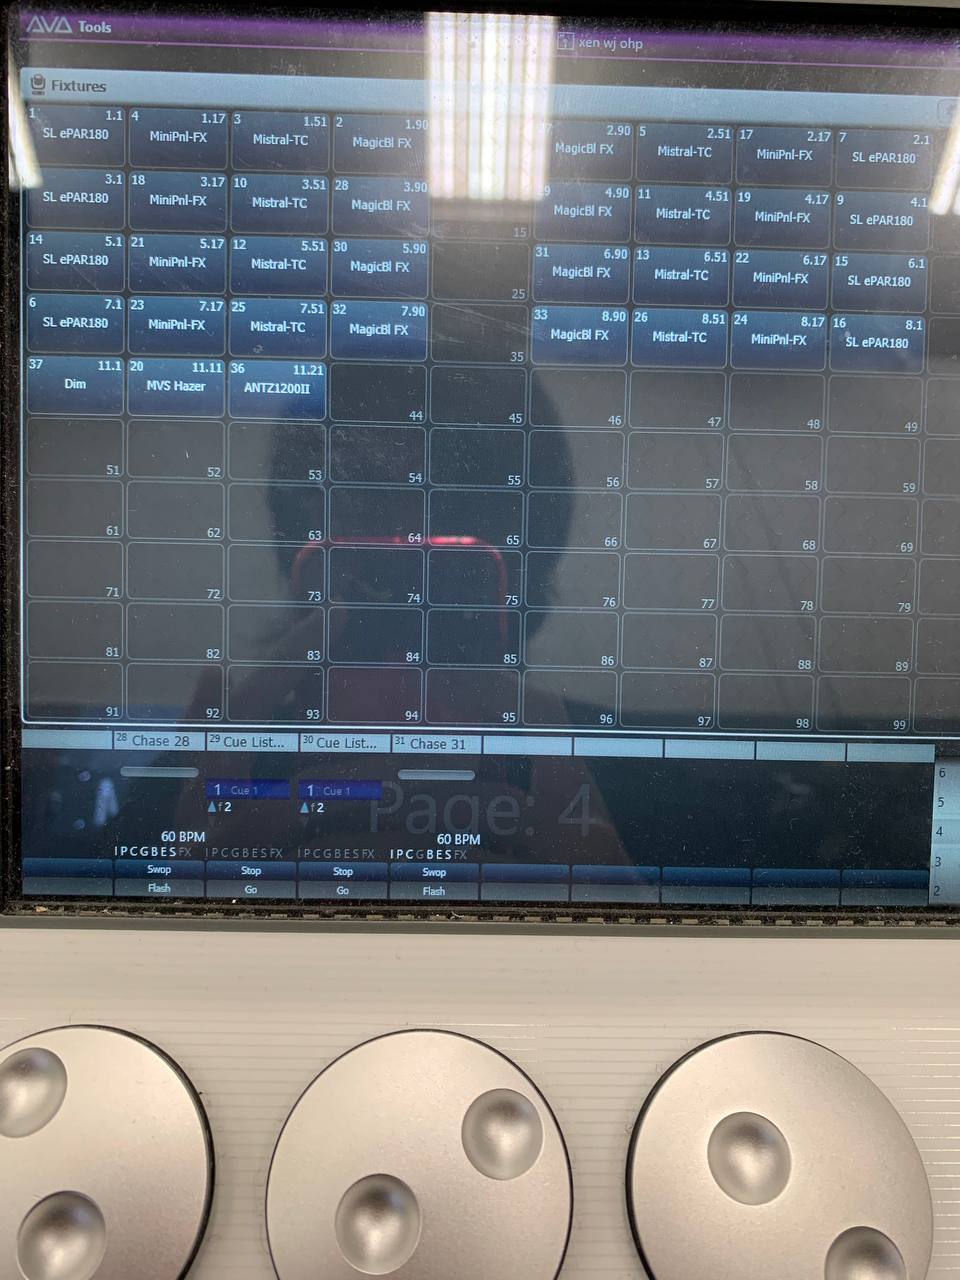 AVA Tools
xen wj ohp
Fixtures
1 1.1 4 1.17 3 1.51 2 1.90 2.90 5 2.51 17 2.17 7 2.1
SL ePAR180 MiniPnl-FX Mistral-TC MagicBl FX MagicBl FX Mistral-TC MiniPnl-FX SL ePAR180
3.1 18 3.17 10 3.51 28 3.90 4.90 11 4.51 19 4.17 9 4.1
SL ePAR180 MiniPnl-FX Mistral-TC MagicBl FX MagicBl FX Mistral-TC MiniPnl-FX SL ePAR180
15
14 5.1 21 5.17 12 5.51 30 5.90 31 6.90 13 6.51 22 6.17 15 6.1
SL ePAR180 MiniPnl-FX Mistral-TC MagicBl FX MagicBl FX Mistral-TC MiniPnl-FX SL ePAR180
25
6 7.1 23 7.17 25 7.51 32 7.90 33 8.90 26 8.51 24 8.17 16 8.1
SL ePAR180 MiniPnl-FX Mistral-TC MagicBl FX MagicBl FX Mistral-TC MiniPnl-FX SL ePAR180
35
37 11.1 20 11.11 36 11.21
Dim MVS Hazer ANTZ1200II
44 45 46 47 48 49
51 52 53 54 55 56 57 58 59
61 62 63 64 65 66 67 68 69
71 72 73 74 75 76 77 78 79
81 82 83 84 85 86 87 88 89
91 92 93 94 95 96 97 98 99
28 Chase 28 29 Cue List... 30 Cue List... 31 Chase 31
1 Cue 1 1 Cue 1
f 2 f 2
Page: 4
60 BPM 60 BPM
IPCGBESFX IPCGBESFX IPCGBESFX IPCGBESFX
Swop Stop Stop Swop
Flash Go Go Flash
6
5
4
3
2